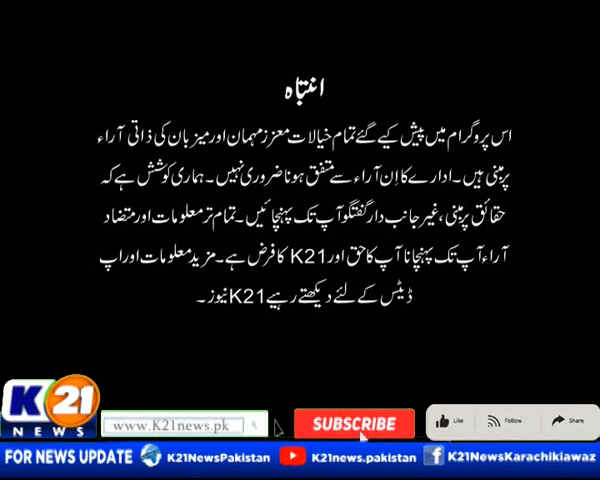 انتباہ
اس پروگرام میں پیش کیے گئے تمام خیالات معزز مہمان اور میزبان کی ذاتی آراء
پر مبنی ہیں۔ ادارے کا اِن آراء سے متفق ہونا ضروری نہیں۔ ہماری کوشش ہے کہ
حقائق پر مبنی، غیر جانب دار گفتگو آپ تک پہنچائیں۔ تمام تر معلومات اور متضاد
آراء آپ تک پہنچانا آپ کا حق اور K21 کا فرض ہے۔ مزید معلومات اور اپ
ڈیٹس کے لئے دیکھتے رہیے K21 نیوز۔
K21
NEWS
www.K21news.pk
SUBSCRIBE
Like
Follow
Share
FOR NEWS UPDATE
K21NewsPakistan
K21news.pakistan
K21NewsKarachikiawaz